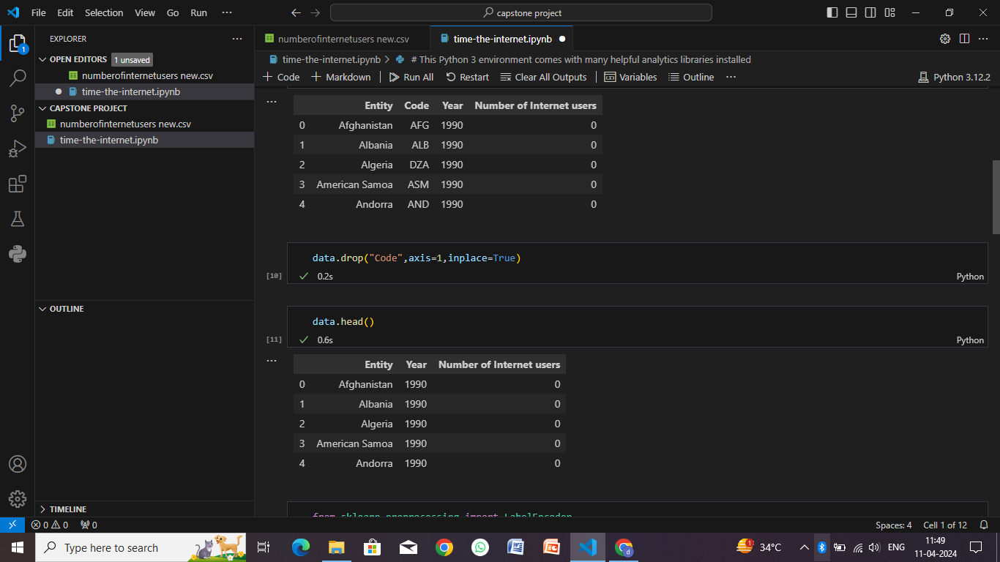 File Edit Selection View Go Run ··· capstone project
EXPLORER ···
OPEN EDITORS 1 unsaved
numberofinternetusers new.csv
time-the-internet.ipynb
CAPSTONE PROJECT
numberofinternetusers new.csv
time-the-internet.ipynb
OUTLINE
TIMELINE
numberofinternetusers new.csv time-the-internet.ipynb
time-the-internet.ipynb > # This Python 3 environment comes with many helpful analytics libraries installed
+ Code + Markdown Run All Restart Clear All Outputs Variables Outline ··· Python 3.12.2
Entity Code Year Number of Internet users
0 Afghanistan AFG 1990 0
1 Albania ALB 1990 0
2 Algeria DZA 1990 0
3 American Samoa ASM 1990 0
4 Andorra AND 1990 0
data.drop("Code",axis=1,inplace=True)
[10] 0.2s Python
data.head()
[11] 0.6s Python
Entity Year Number of Internet users
0 Afghanistan 1990 0
1 Albania 1990 0
2 Algeria 1990 0
3 American Samoa 1990 0
4 Andorra 1990 0
from sklearn.preprocessing import LabelEncoder
0 0 0 Spaces: 4 Cell 1 of 12
Type here to search 1 34°C ENG 11:49
11-04-2024